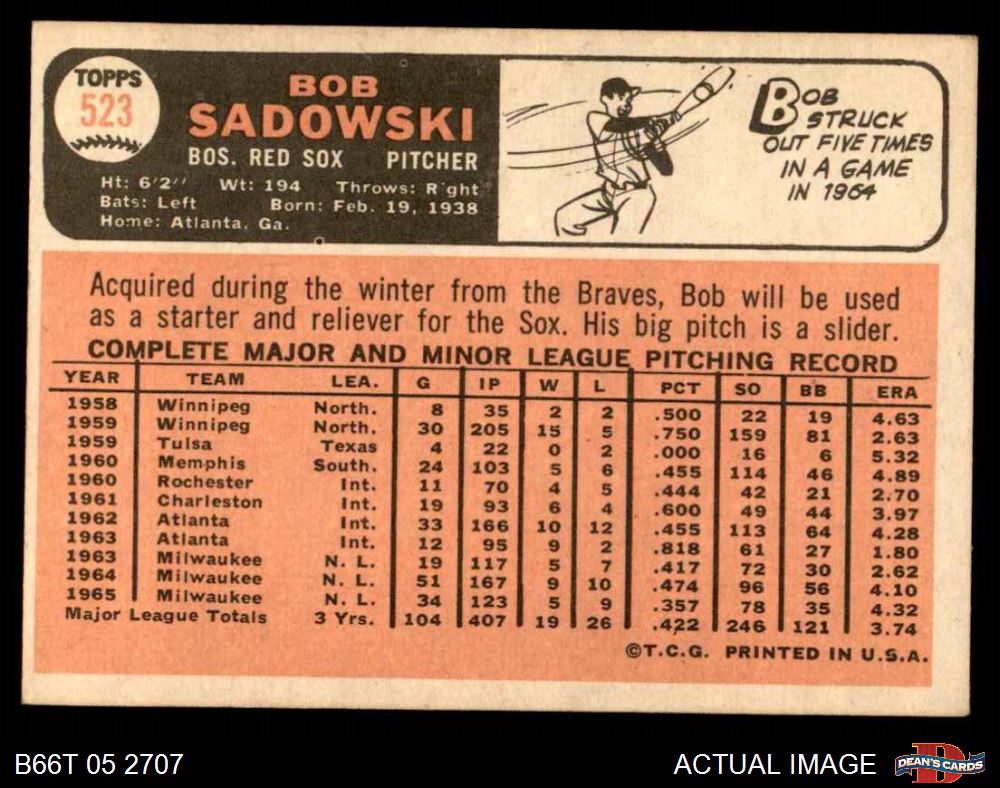 TOPPS
523
BOB
SADOWSKI
BOS. RED SOX PITCHER
Ht: 6'2" Wt: 194 Throws: Right
Bats: Left Born: Feb. 19, 1938
Home: Atlanta, Ga.
BOB
STRUCK
OUT FIVE TIMES
IN A GAME
IN 1964
Acquired during the winter from the Braves, Bob will be used
as a starter and reliever for the Sox. His big pitch is a slider.
COMPLETE MAJOR AND MINOR LEAGUE PITCHING RECORD
YEAR TEAM LEA. G IP W L PCT SO BB ERA
1958 Winnipeg North. 8 35 2 2 .500 22 19 4.63
1959 Winnipeg North. 30 205 15 5 .750 159 81 2.63
1959 Tulsa Texas 4 22 0 2 .000 16 6 5.32
1960 Memphis South. 24 103 5 6 .455 114 46 4.89
1960 Rochester Int. 11 70 4 5 .444 42 21 2.70
1961 Charleston Int. 19 93 6 4 .600 49 44 3.97
1962 Atlanta Int. 33 166 10 12 .455 113 64 4.28
1963 Atlanta Int. 12 95 9 2 .818 61 27 1.80
1963 Milwaukee N. L. 19 117 5 7 .417 72 30 2.62
1964 Milwaukee N. L. 51 167 9 10 .474 96 56 4.10
1965 Milwaukee N. L. 34 123 5 9 .357 78 35 4.32
Major League Totals 3 Yrs. 104 407 19 26 .422 246 121 3.74
©T.C.G. PRINTED IN U.S.A.
B66T 05 2707 ACTUAL IMAGE
DEAN'S CARDS